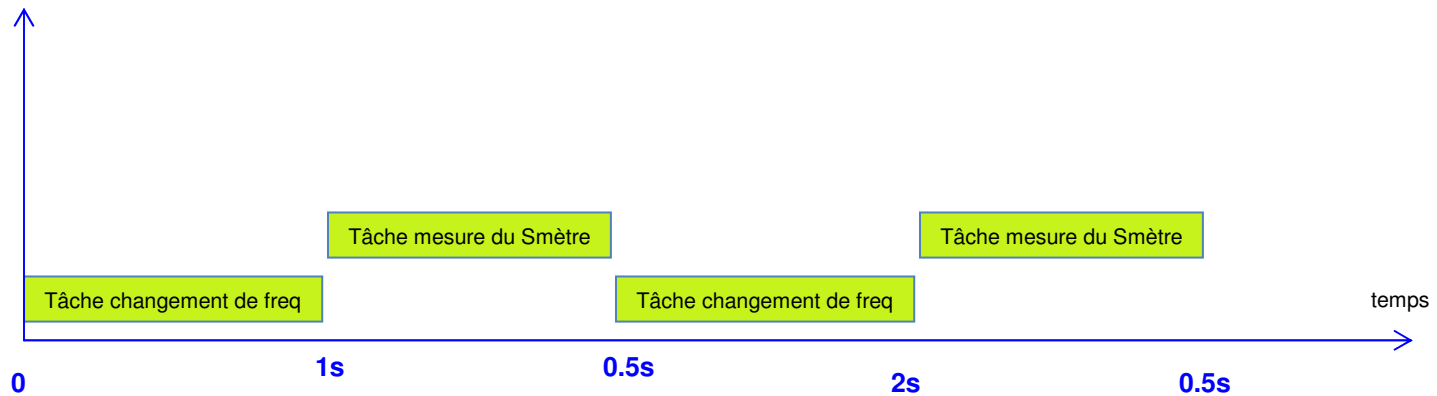 Tâche mesure du Smètre
Tâche mesure du Smètre
Tâche changement de freq
Tâche changement de freq
temps
1s
0.5s
0
2s
0.5s